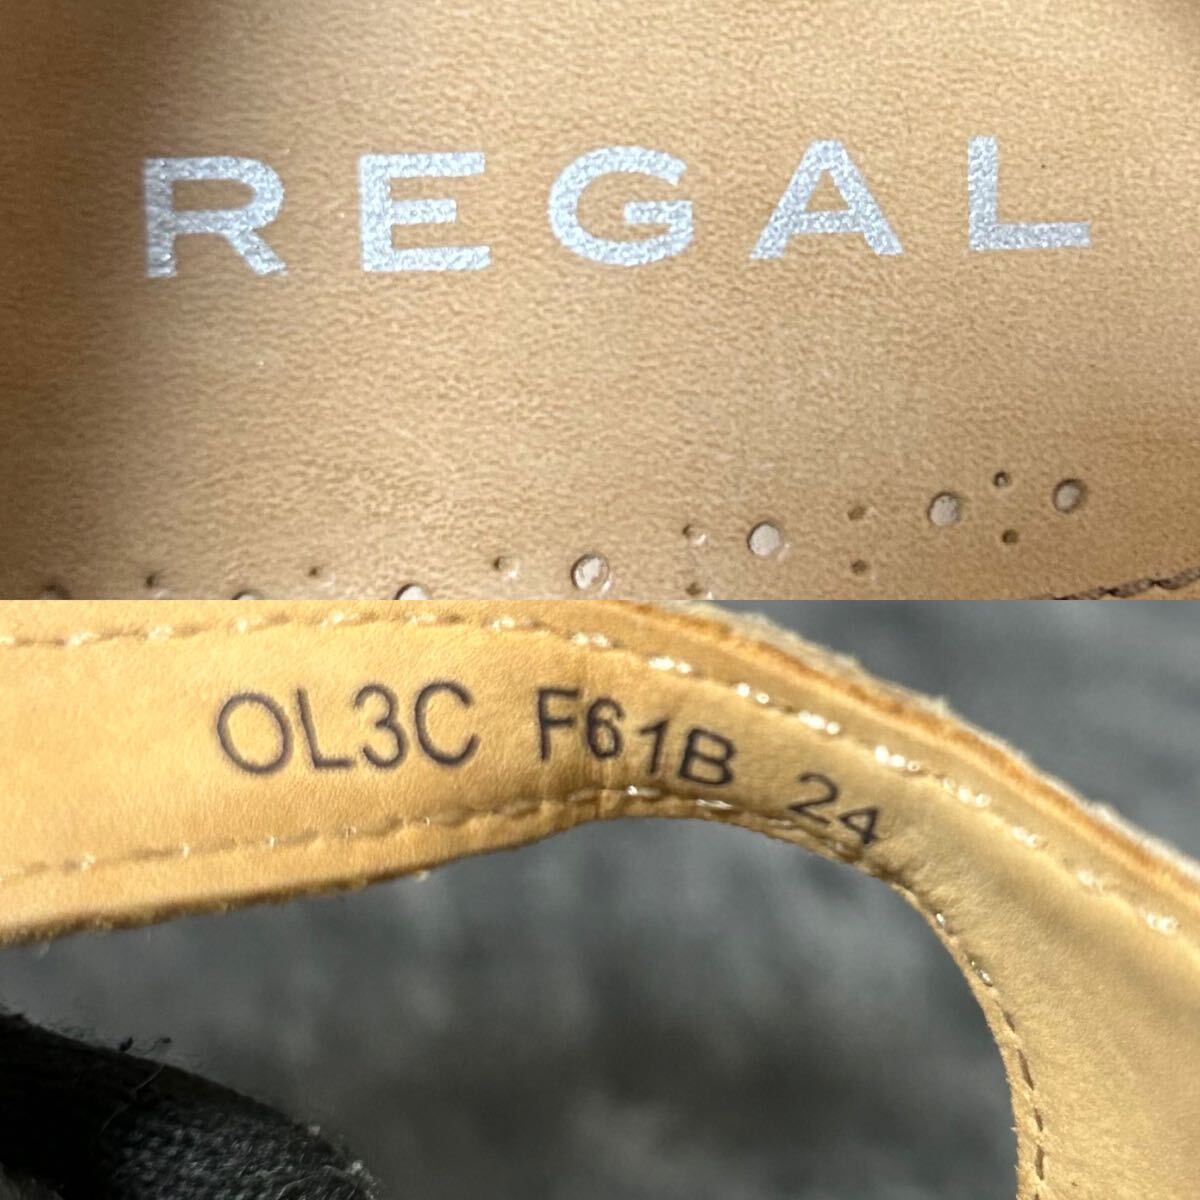 REGAL
OL3C F61B 24